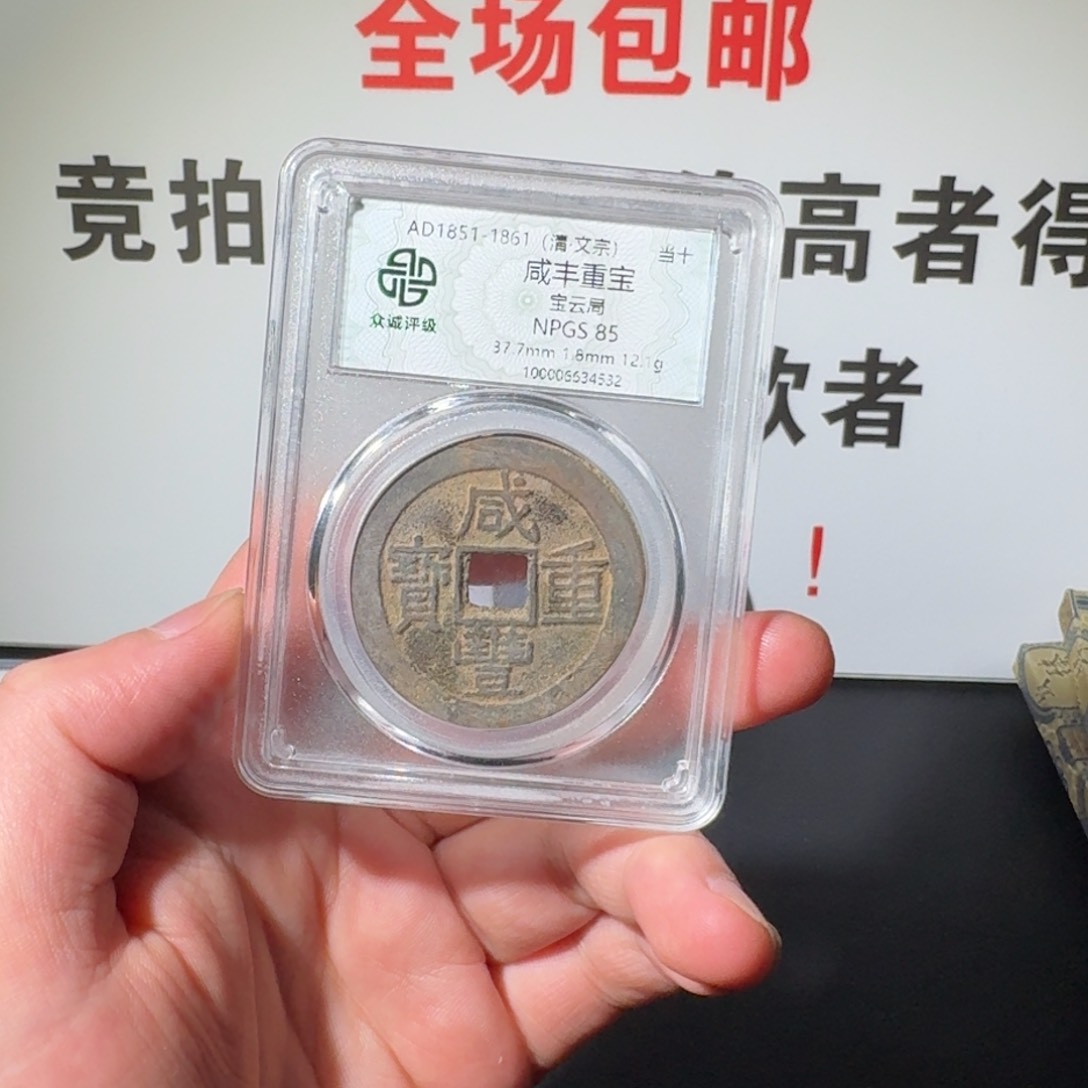 全场包邮
竞拍 高者得
款者
！
AD1851-1861 (清·文宗) 当十
咸丰重宝
宝云局
众诚评级
NPGS 85
37.7mm 1.8mm 12.1g
100006634532
咸
寶 重
豐